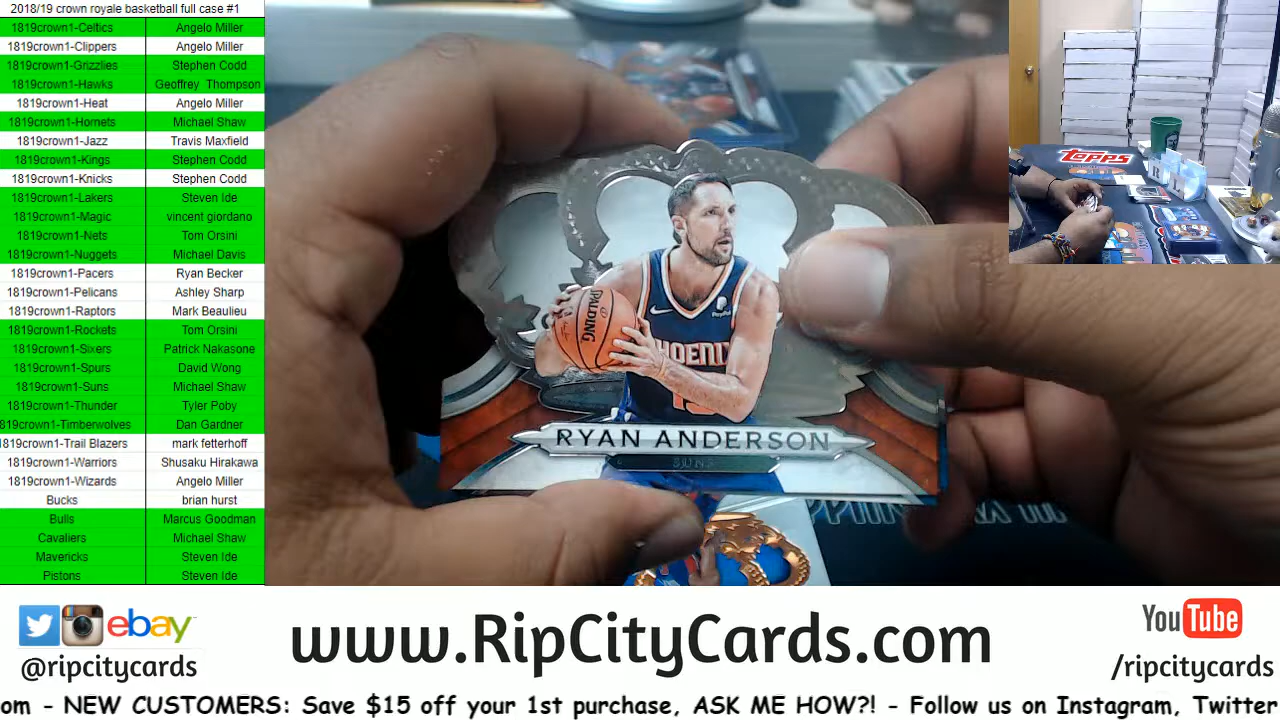 2018/19 crown royale basketball full case #1
1819crown1-Celtics Angelo Miller
1819crown1-Clippers Angelo Miller
1819crown1-Grizzlies Stephen Codd
1819crown1-Hawks Geoffrey Thompson
1819crown1-Heat Angelo Miller
1819crown1-Hornets Michael Shaw
1819crown1-Jazz Travis Maxfield
1819crown1-Kings Stephen Codd
1819crown1-Knicks Stephen Codd
1819crown1-Lakers Steven Ide
1819crown1-Magic vincent giordano
1819crown1-Nets Tom Orsini
1819crown1-Nuggets Michael Davis
1819crown1-Pacers Ryan Becker
1819crown1-Pelicans Ashley Sharp
1819crown1-Raptors Mark Beaulieu
1819crown1-Rockets Tom Orsini
1819crown1-Sixers Patrick Nakasone
1819crown1-Spurs David Wong
1819crown1-Suns Michael Shaw
1819crown1-Thunder Tyler Poby
819crown1-Timberwolves Dan Gardner
1819crown1-Trail Blazers mark fetterhoff
1819crown1-Warriors Shusaku Hirakawa
1819crown1-Wizards Angelo Miller
Bucks brian hurst
Bulls Marcus Goodman
Cavaliers Michael Shaw
Mavericks Steven Ide
Pistons Steven Ide
SPALDING
PayPal
PHOENIX
15
RYAN ANDERSON
SUNS
TOPPS
ebay
@ripcitycards
www.RipCityCards.com
YouTube
/ripcitycards
om - NEW CUSTOMERS: Save $15 off your 1st purchase, ASK ME HOW?! - Follow us on Instagram, Twitter